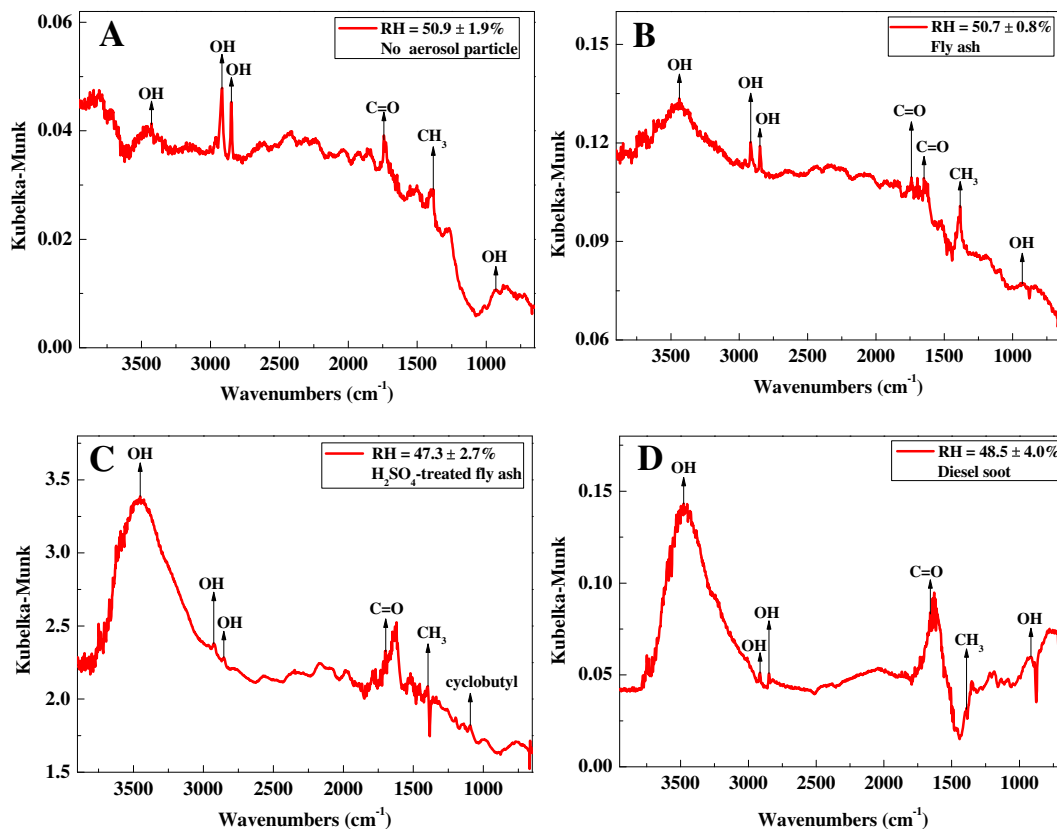 A
RH = 50.9 ± 1.9%
No aerosol particle
OH
OH
OH
C=O
CH₃
OH
Kubelka-Munk
0.06
0.04
0.02
0.00
3500 3000 2500 2000 1500 1000
Wavenumbers (cm⁻¹)
B
RH = 50.7 ± 0.8%
Fly ash
OH
OH
OH
C=O
C=O
CH₃
OH
Kubelka-Munk
0.15
0.12
0.09
0.06
3500 3000 2500 2000 1500 1000
Wavenumbers (cm⁻¹)
C
RH = 47.3 ± 2.7%
H₂SO₄-treated fly ash
OH
OH
OH
C=O
CH₃
cyclobutyl
Kubelka-Munk
3.5
3.0
2.5
2.0
1.5
3500 3000 2500 2000 1500 1000
Wavenumbers (cm⁻¹)
D
RH = 48.5 ± 4.0%
Diesel soot
OH
OH
OH
C=O
CH₃
OH
Kubelka-Munk
0.15
0.10
0.05
0.00
3500 3000 2500 2000 1500 1000
Wavenumbers (cm⁻¹)